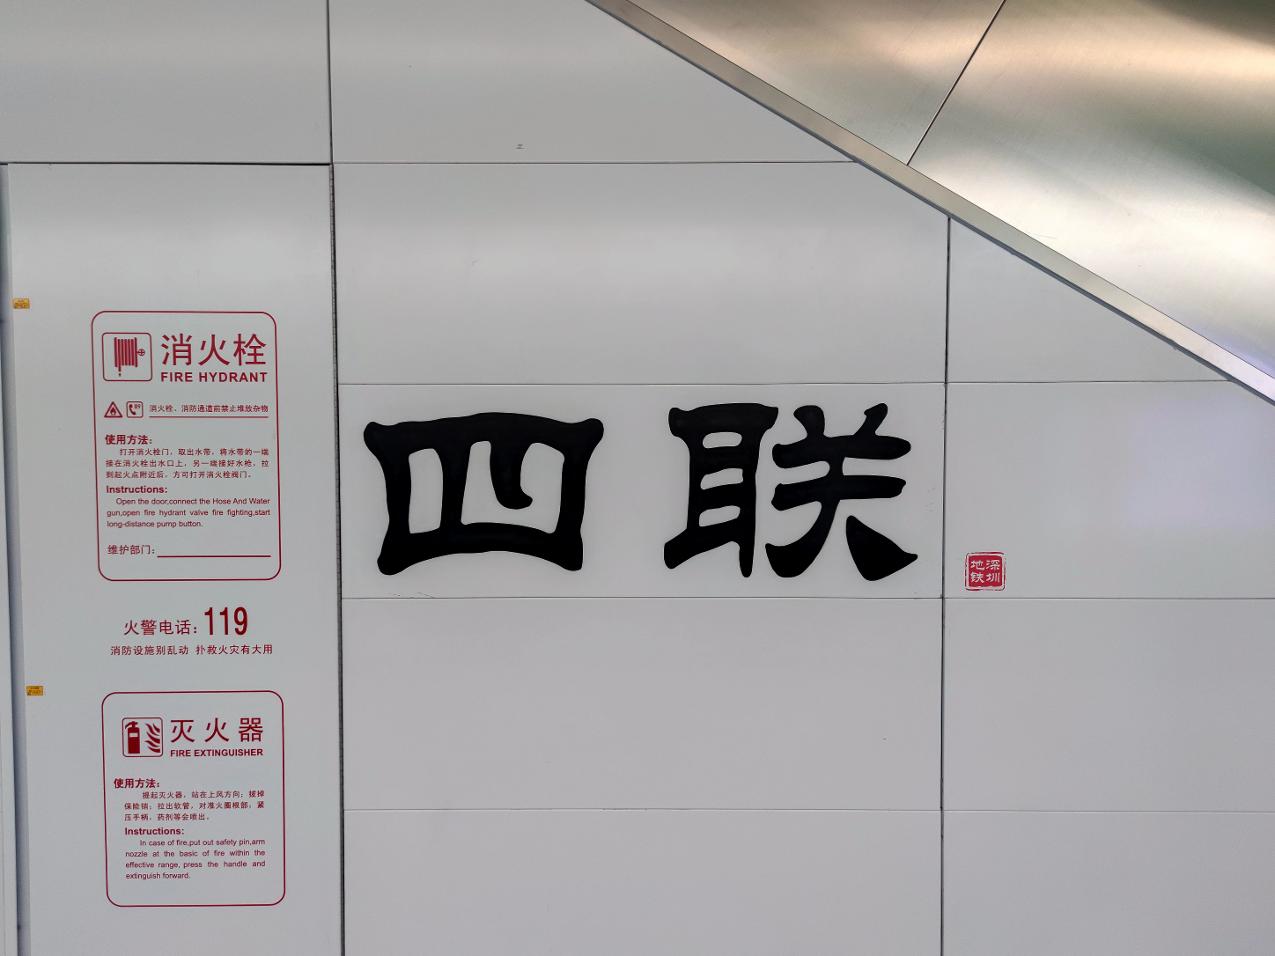 消火栓
FIRE HYDRANT
消火栓、消防通道前禁止堆放杂物
使用方法:
打开消火栓门，取出水带，将水带的一端
接在消火栓出水口上，另一端接好水枪，拉
到起火点附近后，方可打开消火栓阀门。
Instructions:
Open the door,connect the Hose And Water
gun,open fire hydrant valve fire fighting,start
long-distance pump button.
维护部门:
火警电话: 119
消防设施别乱动 扑救火灾有大用
灭火器
FIRE EXTINGUISHER
使用方法:
提起灭火器，站在上风方向; 拔掉
保险销; 拉出软管，对准火圈根部; 紧
压手柄，药剂等会喷出。
Instructions:
In case of fire,put out safety pin,arm
nozzle at the basic of fire within the
effective range, press the handle and
extinguish forward.
四联
深圳
地铁